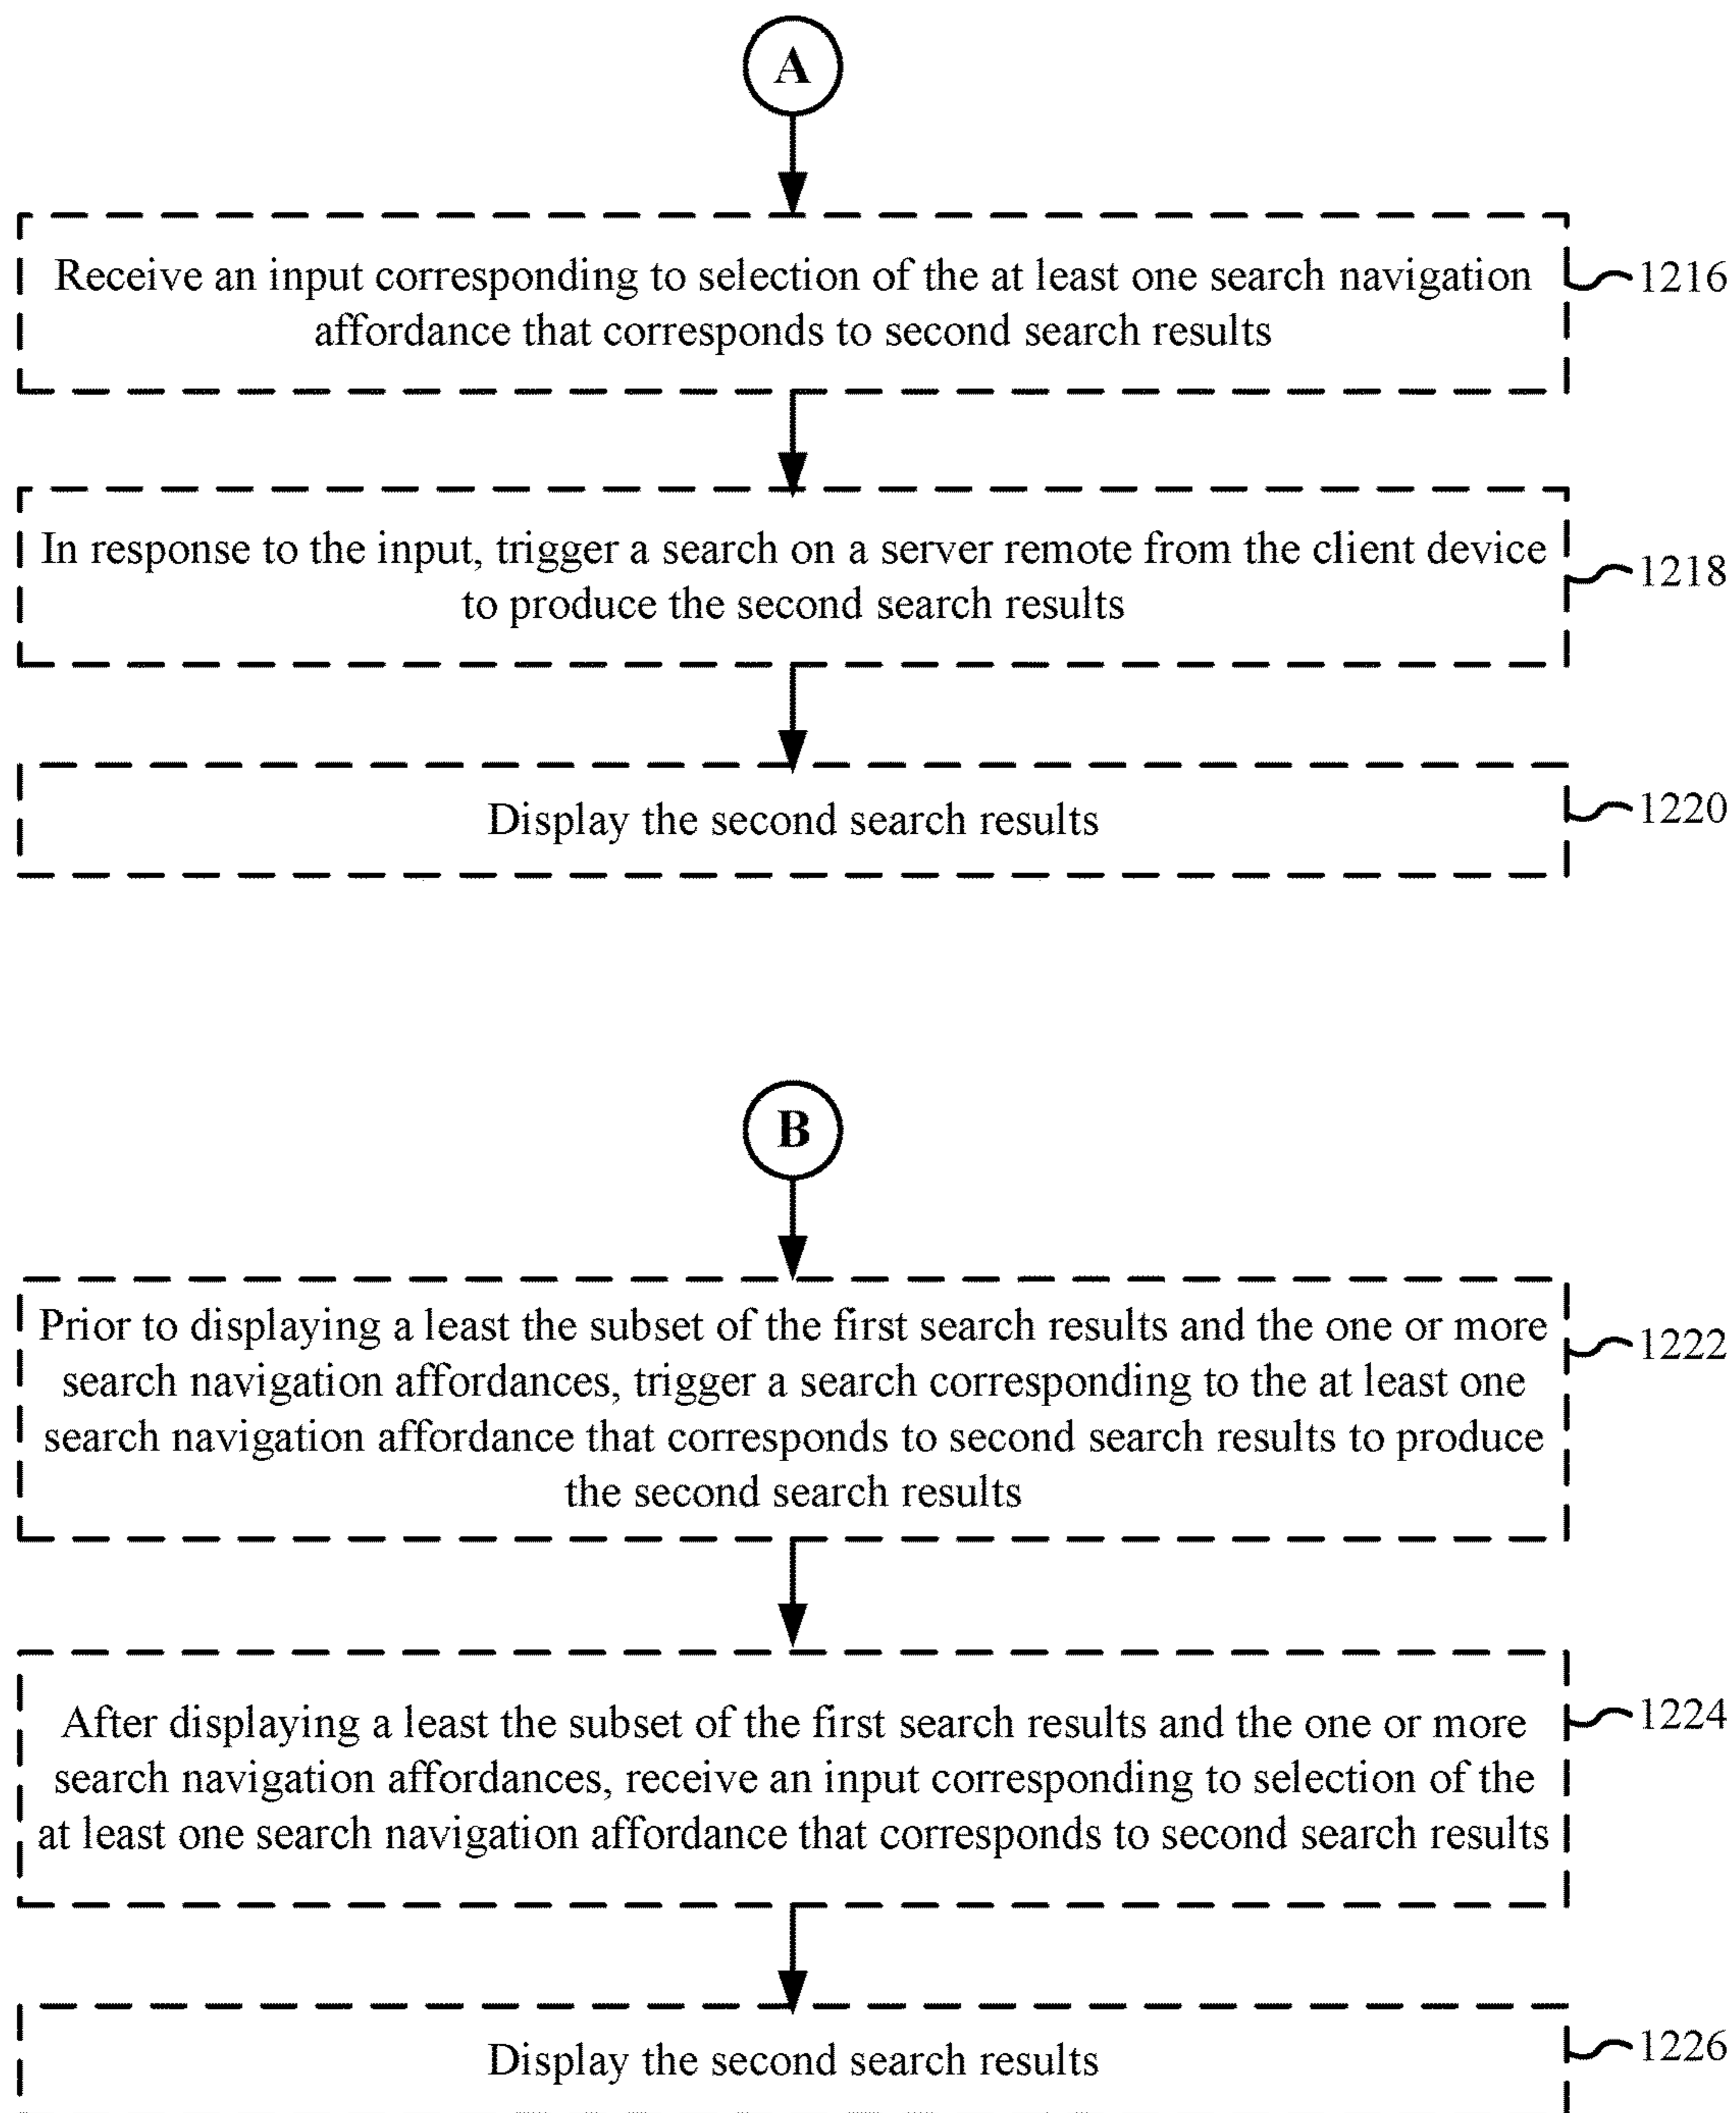 A
Receive an input corresponding to selection of the at least one search navigation
affordance that corresponds to second search results
1216
In response to the input, trigger a search on a server remote from the client device
to produce the second search results
1218
Display the second search results
1220
B
Prior to displaying a least the subset of the first search results and the one or more
search navigation affordances, trigger a search corresponding to the at least one
search navigation affordance that corresponds to second search results to produce
the second search results
1222
After displaying a least the subset of the first search results and the one or more
search navigation affordances, receive an input corresponding to selection of the
at least one search navigation affordance that corresponds to second search results
1224
Display the second search results
1226